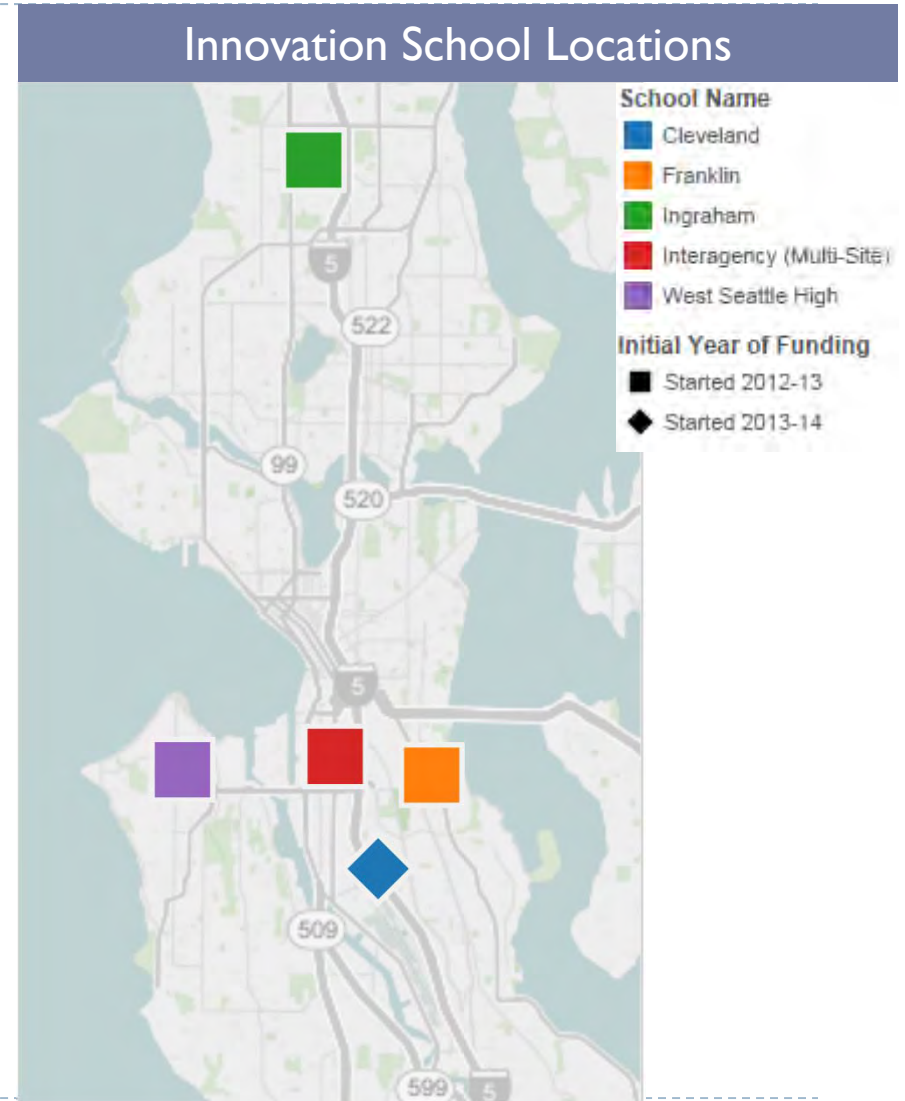 Innovation School Locations
School Name
Cleveland
Franklin
Ingraham
Interagency (Multi-Site)
West Seattle High
Initial Year of Funding
Started 2012-13
Started 2013-14
5
522
99
520
5
509
599
5